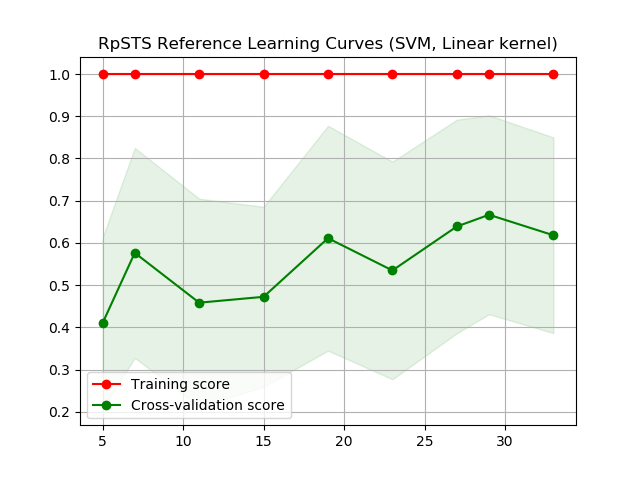 RpSTS Reference Learning Curves (SVM, Linear kernel)
1.0
0.9
0.8
0.7
0.6
0.5
0.4
0.3
0.2
Training score
Cross-validation score
5 10 15 20 25 30